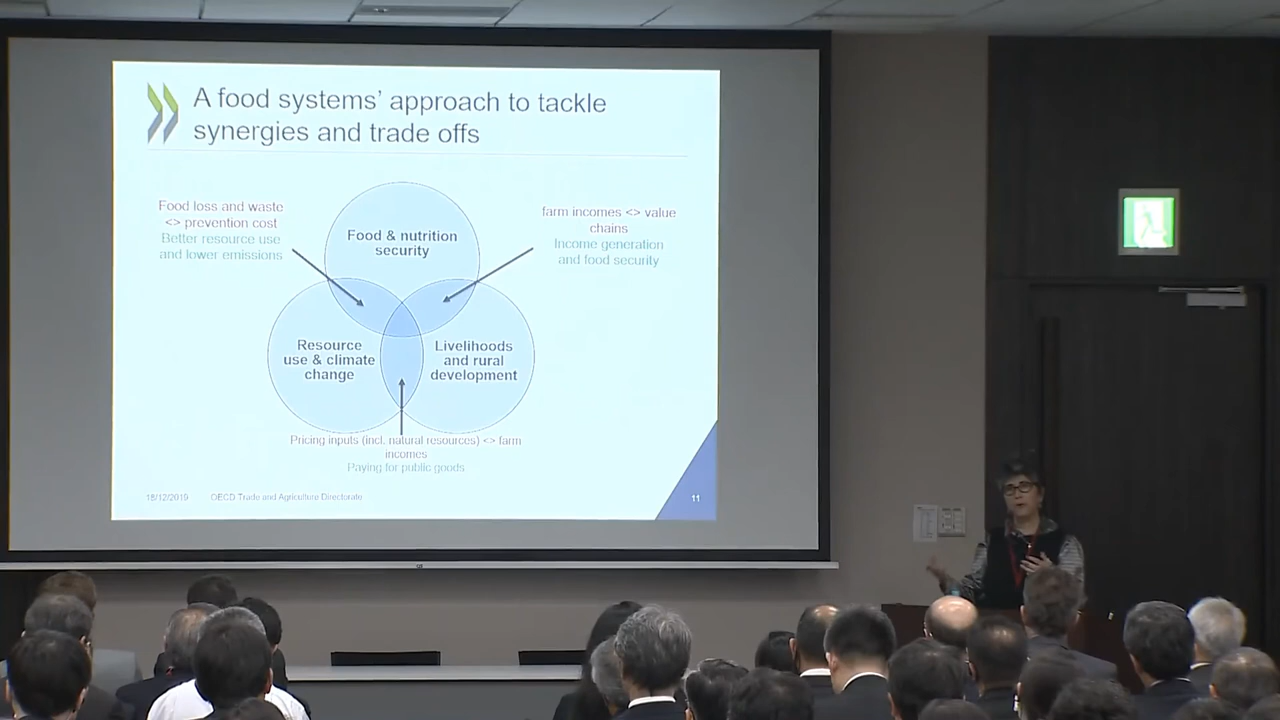 A food systems' approach to tackle
synergies and trade offs
Food loss and waste
<> prevention cost
Better resource use
and lower emissions
farm incomes <> value
chains
Income generation
and food security
Food & nutrition
security
Resource
use & climate
change
Livelihoods
and rural
development
Pricing inputs (incl. natural resources) <> farm
incomes
Paying for public goods
18/12/2019
OECD Trade and Agriculture Directorate
11